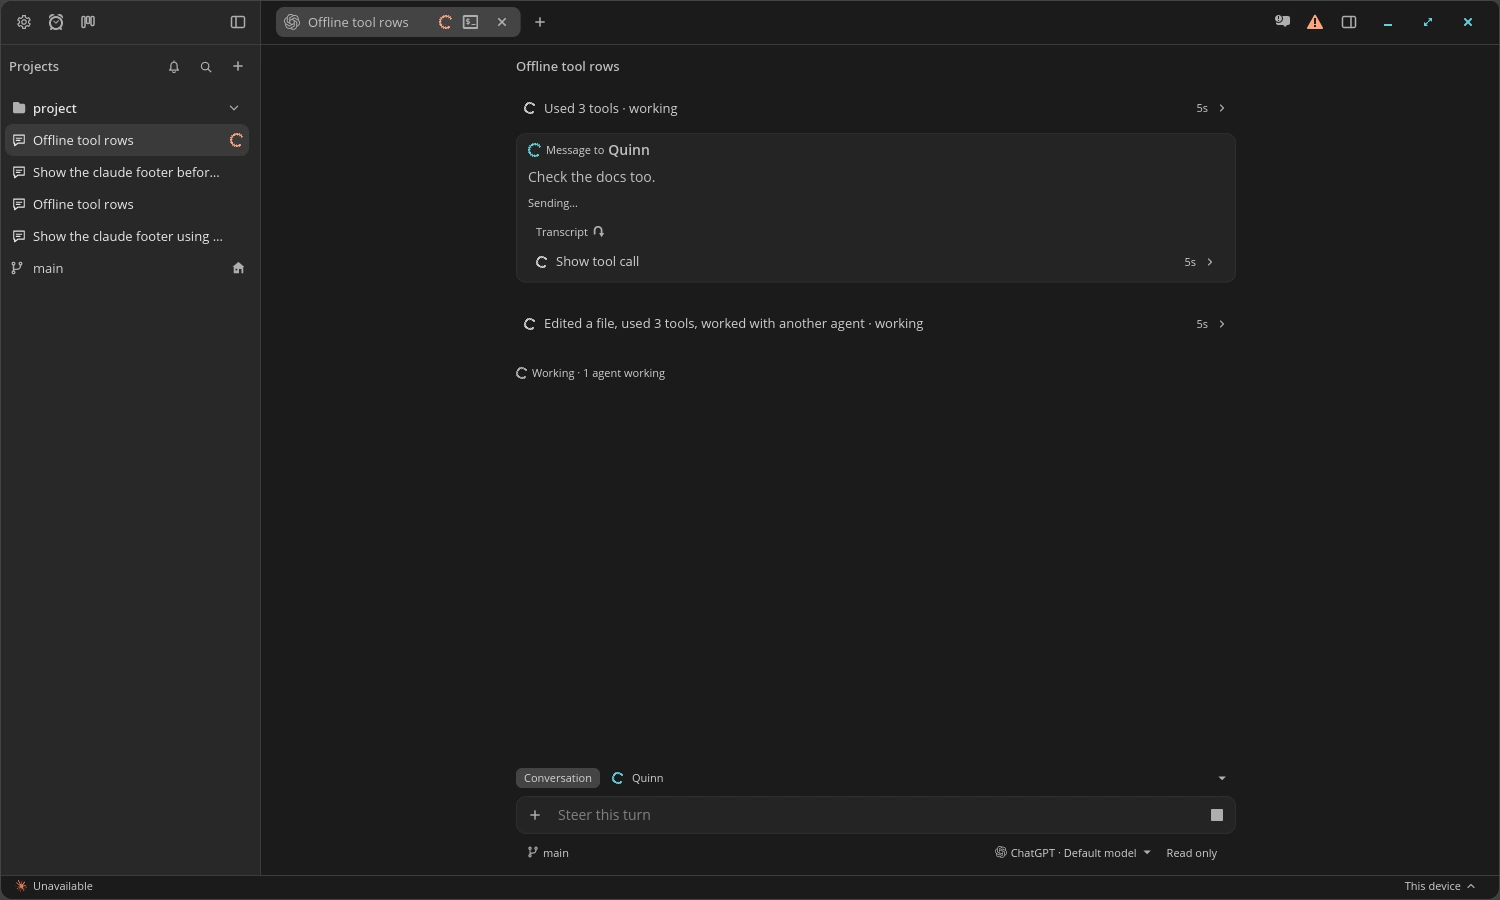 Offline tool rows
Projects
project
Offline tool rows
Show the claude footer befor...
Offline tool rows
Show the claude footer using ...
main
Offline tool rows
Used 3 tools · working
5s
Message to Quinn
Check the docs too.
Sending...
Transcript
Show tool call
5s
Edited a file, used 3 tools, worked with another agent · working
5s
Working · 1 agent working
Conversation
Quinn
Steer this turn
main
ChatGPT · Default model
Read only
Unavailable
This device